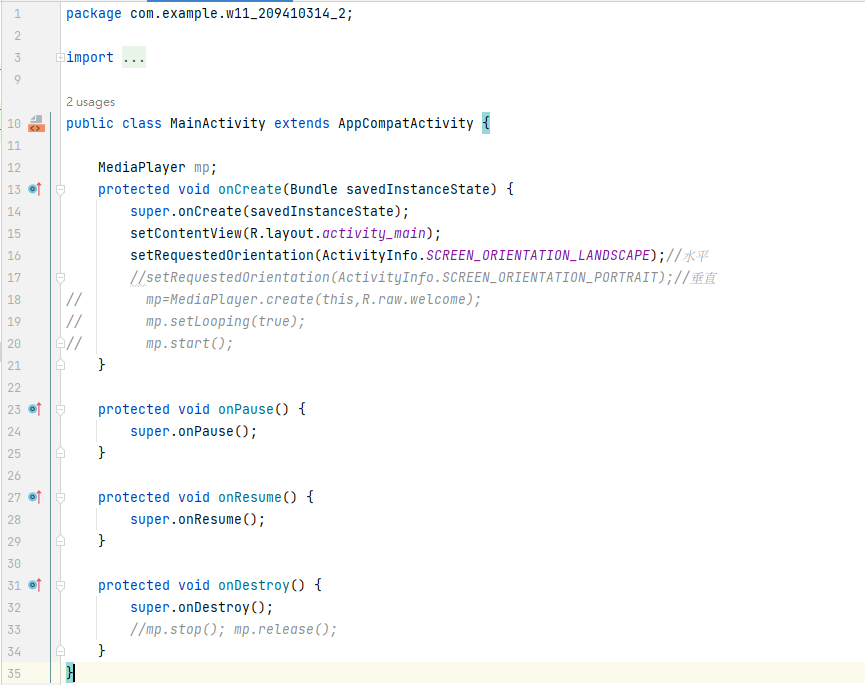 1 package com.example.w11_209410314_2;
2
3 import ...
9
2 usages
10 public class MainActivity extends AppCompatActivity {
11
12     MediaPlayer mp;
13     protected void onCreate(Bundle savedInstanceState) {
14         super.onCreate(savedInstanceState);
15         setContentView(R.layout.activity_main);
16         setRequestedOrientation(ActivityInfo.SCREEN_ORIENTATION_LANDSCAPE);//水平
17         //setRequestedOrientation(ActivityInfo.SCREEN_ORIENTATION_PORTRAIT);//垂直
18 //        mp=MediaPlayer.create(this,R.raw.welcome);
19 //        mp.setLooping(true);
20 //        mp.start();
21     }
22
23     protected void onPause() {
24         super.onPause();
25     }
26
27     protected void onResume() {
28         super.onResume();
29     }
30
31     protected void onDestroy() {
32         super.onDestroy();
33         //mp.stop(); mp.release();
34     }
35 }